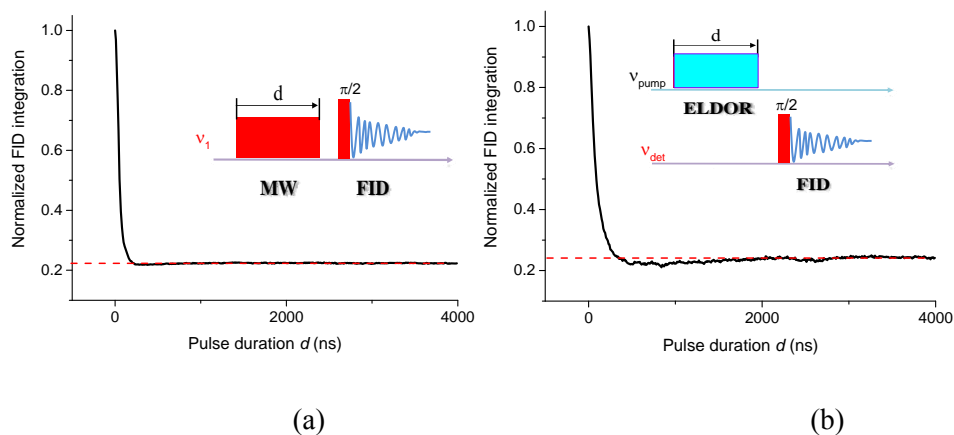 1.0
0.8
0.6
0.4
0.2
Normalized FID integration
d
π/2
ν1
MW
FID
0
2000
4000
Pulse duration d (ns)
(a)
1.0
0.8
0.6
0.4
0.2
Normalized FID integration
d
νpump
ELDOR
π/2
νdet
FID
0
1000
2000
3000
4000
Pulse duration d (ns)
(b)